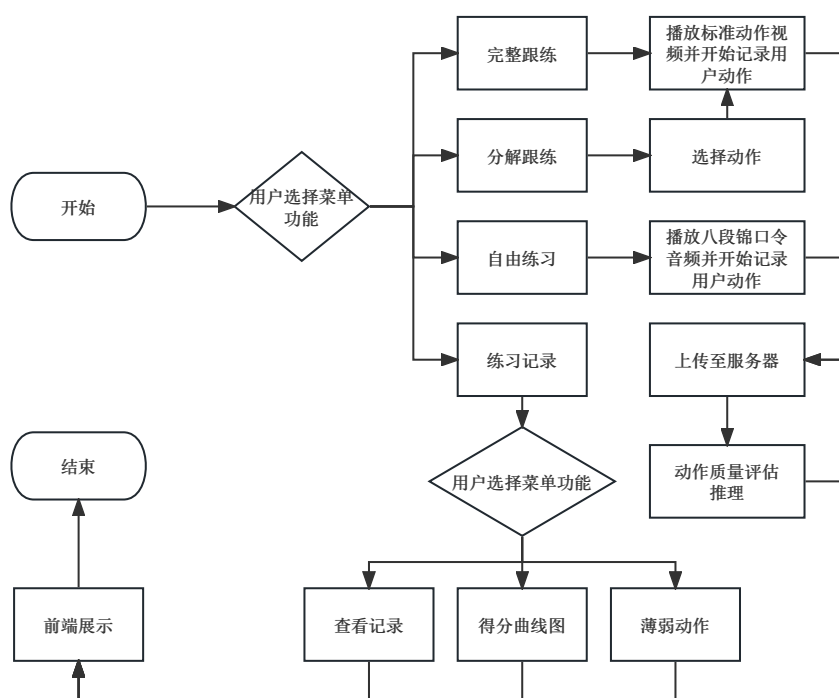 开始
用户选择菜单
功能
完整跟练
播放标准动作视
频并开始记录用
户动作
分解跟练
选择动作
自由练习
播放八段锦口令
音频并开始记录
用户动作
练习记录
上传至服务器
用户选择菜单功能
动作质量评估
推理
结束
前端展示
查看记录
得分曲线图
薄弱动作